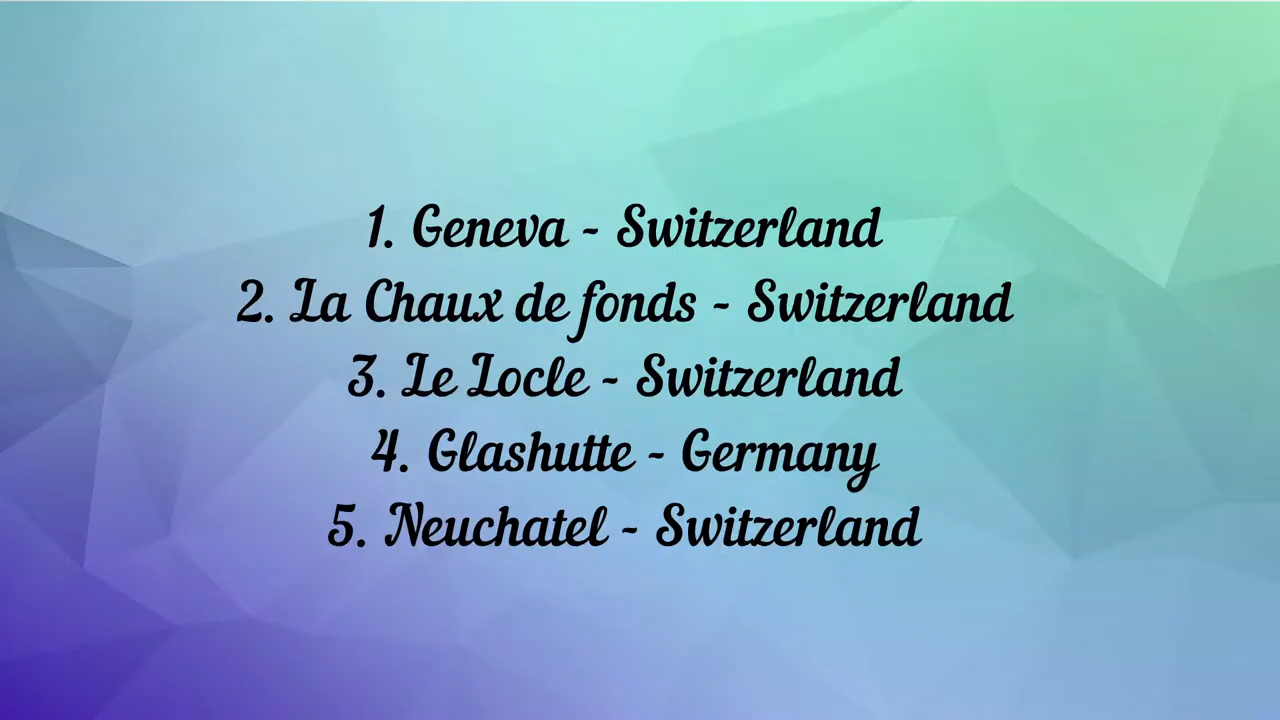 1. Geneva - Switzerland
2. La Chaux de fonds - Switzerland
3. Le Locle - Switzerland
4. Glashutte - Germany
5. Neuchatel - Switzerland